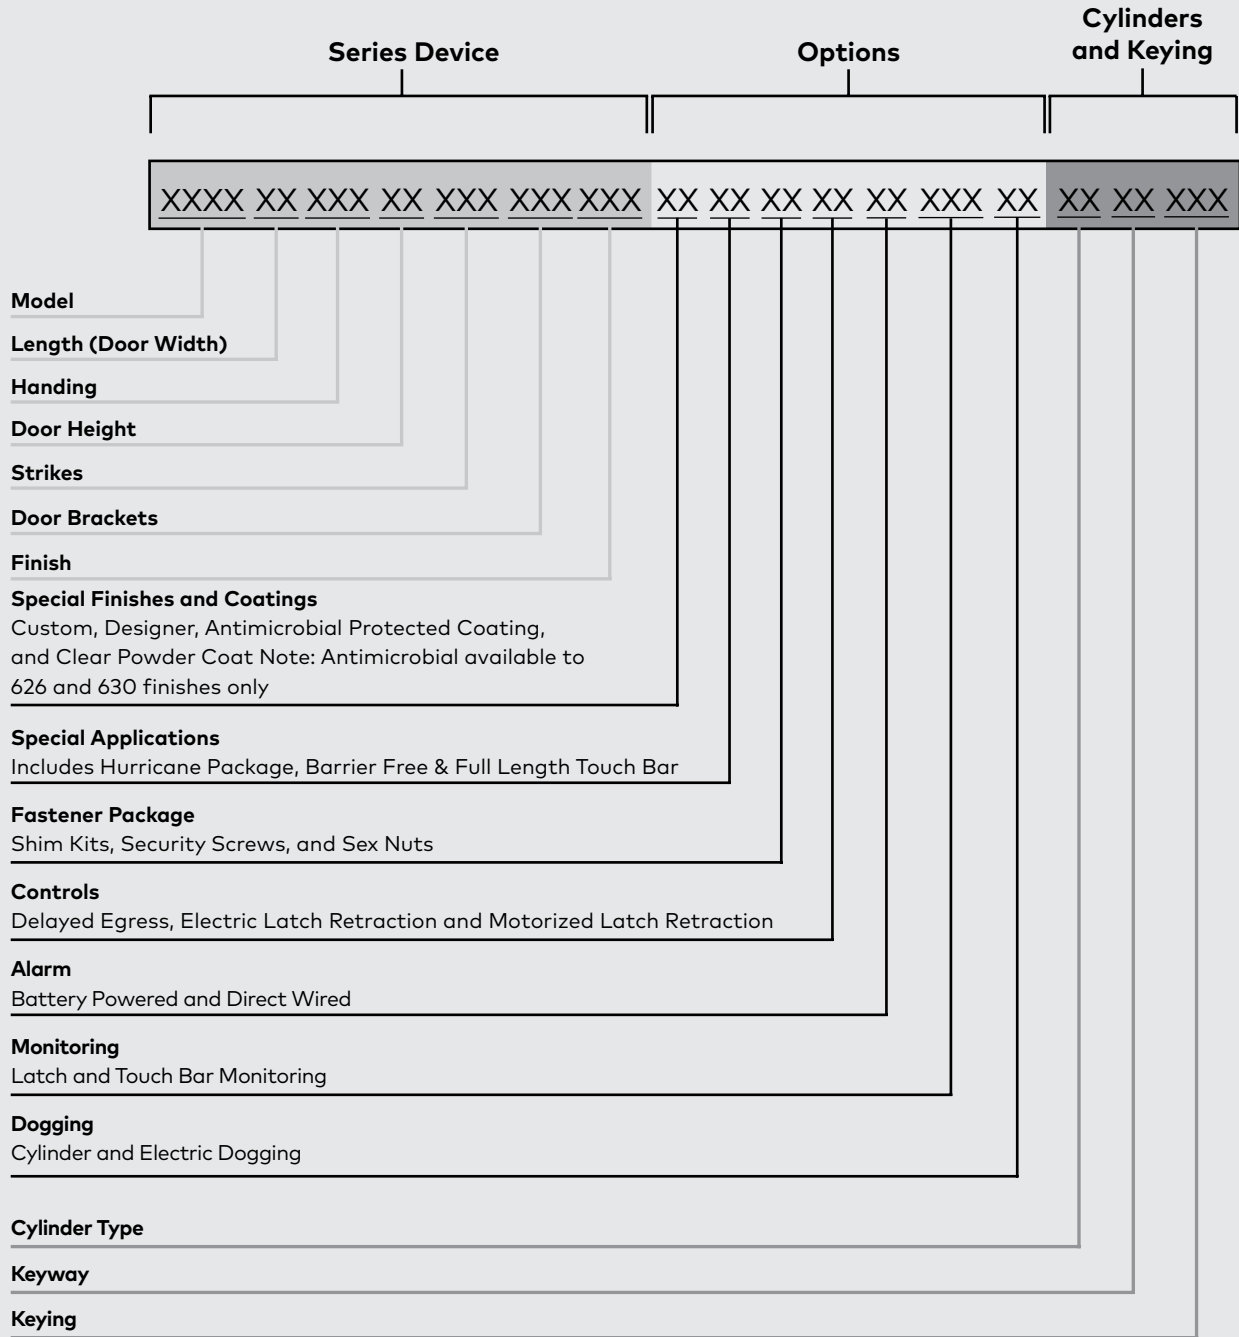 Cylinders
and Keying
Series Device
Options
XXXX XX XXX XX XXX XXX XXX XX XX XX XX XX XXX XX XX XX XXX
Model
Length (Door Width)
Handing
Door Height
Strikes
Door Brackets
Finish
Special Finishes and Coatings
Custom, Designer, Antimicrobial Protected Coating,
and Clear Powder Coat Note: Antimicrobial available to
626 and 630 finishes only
Special Applications
Includes Hurricane Package, Barrier Free & Full Length Touch Bar
Fastener Package
Shim Kits, Security Screws, and Sex Nuts
Controls
Delayed Egress, Electric Latch Retraction and Motorized Latch Retraction
Alarm
Battery Powered and Direct Wired
Monitoring
Latch and Touch Bar Monitoring
Dogging
Cylinder and Electric Dogging
Cylinder Type
Keyway
Keying